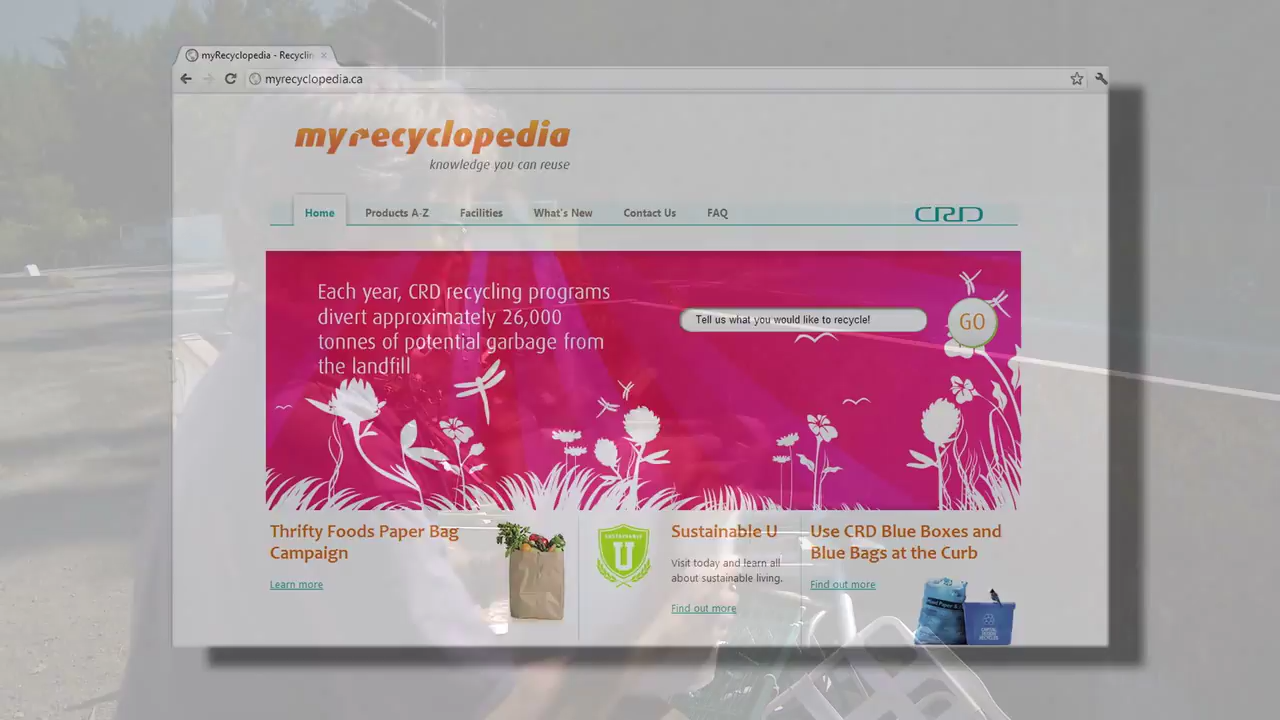 myRecyclopedia - Recyclin
myrecyclopedia.ca
myrecyclopedia
knowledge you can reuse
Home Products A-Z Facilities What's New Contact Us FAQ CRD
Each year, CRD recycling programs
divert approximately 26,000
tonnes of potential garbage from
the landfill
Tell us what you would like to recycle! GO
Thrifty Foods Paper Bag
Campaign
Learn more
SUSTAINABLE
U
Sustainable U
Visit today and learn all
about sustainable living.
Find out more
Use CRD Blue Boxes and
Blue Bags at the Curb
Find out more